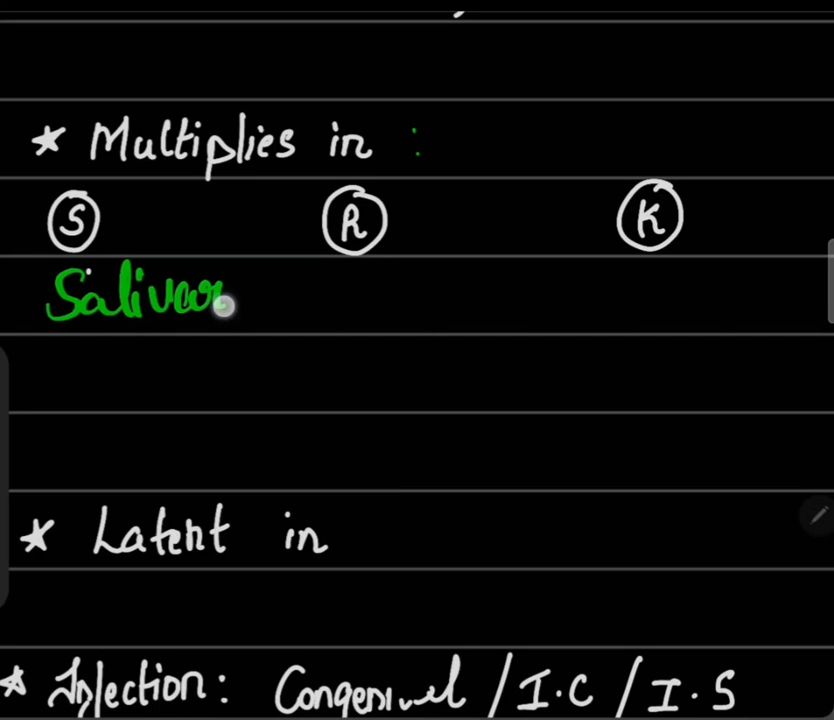 ★ Multiplies in :
S R K
Salivar
★ Latent in
★ Infection: Congenital / I.C / I.S